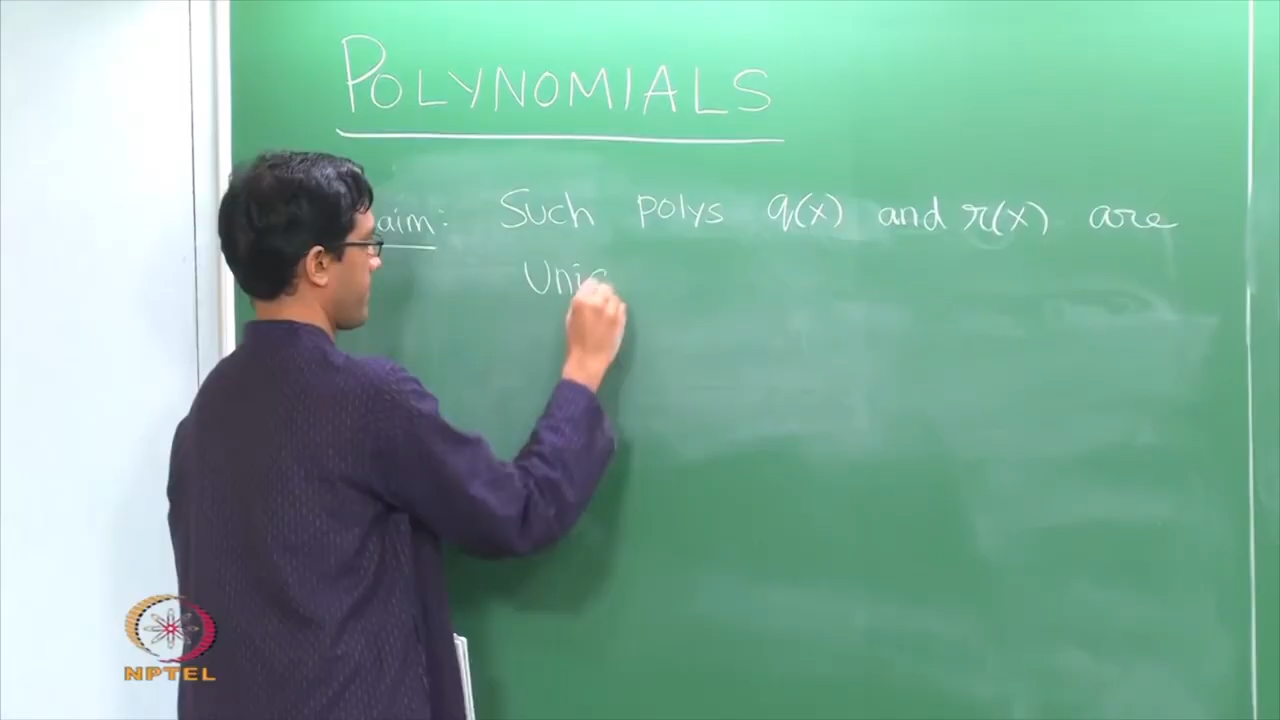 POLYNOMIALS
aim: Such polys q(x) and r(x) are
Uni
NPTEL